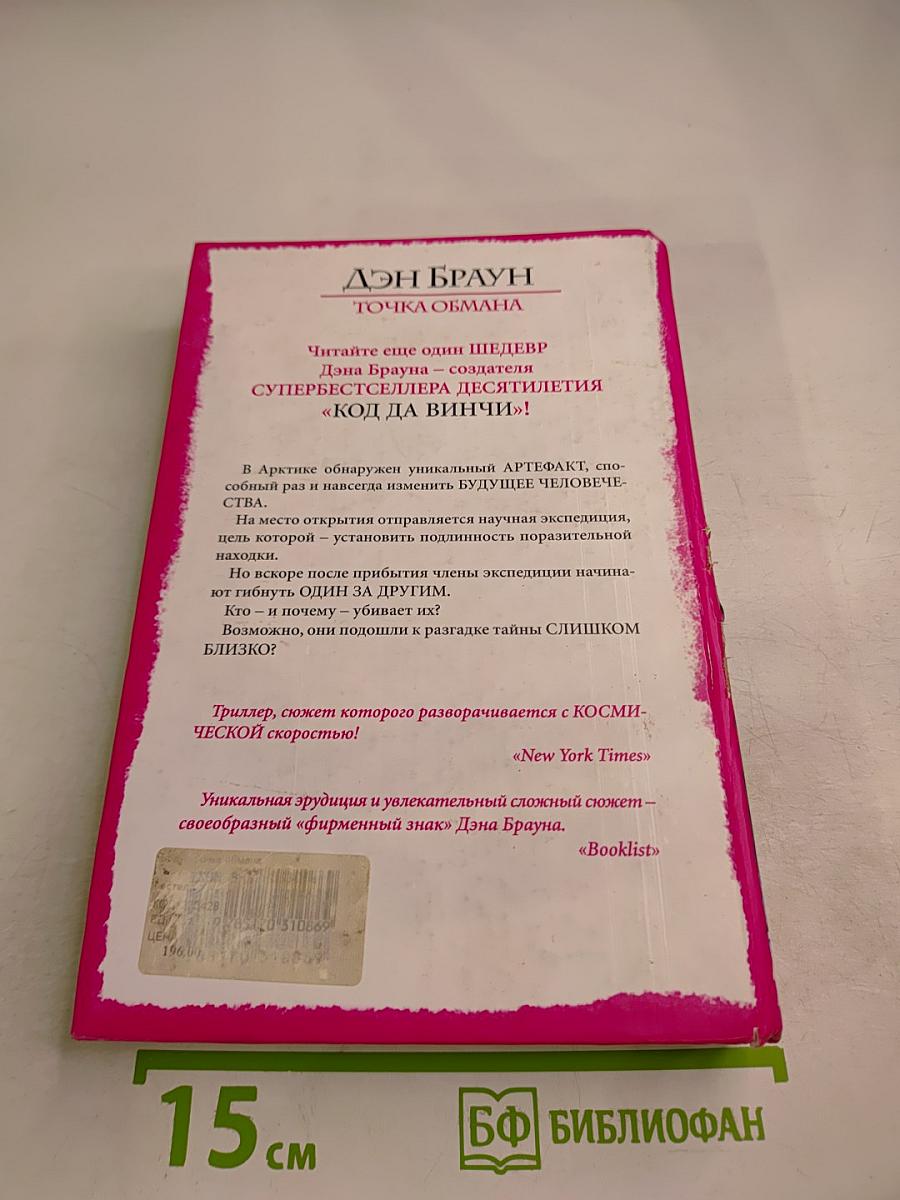 ДЭН БРАУН
ТОЧКА ОБМАНА
Читайте еще один ШЕДЕВР
Дэна Брауна – создателя
СУПЕРБЕСТСЕЛЛЕРА ДЕСЯТИЛЕТИЯ
«КОД ДА ВИНЧИ»!
В Арктике обнаружен уникальный АРТЕФАКТ, спо-
собный раз и навсегда изменить БУДУЩЕЕ ЧЕЛОВЕЧЕ-
СТВА.
На место открытия отправляется научная экспедиция,
цель которой – установить подлинность поразительной
находки.
Но вскоре после прибытия члены экспедиции начина-
ют гибнуть ОДИН ЗА ДРУГИМ.
Кто – и почему – убивает их?
Возможно, они подошли к разгадке тайны СЛИШКОМ
БЛИЗКО?
Триллер, сюжет которого разворачивается с КОСМИ-
ЧЕСКОЙ скоростью!
«New York Times»
Уникальная эрудиция и увлекательный сложный сюжет –
своеобразный «фирменный знак» Дэна Брауна.
«Booklist»
15 см
БФ БИБЛИОФАН